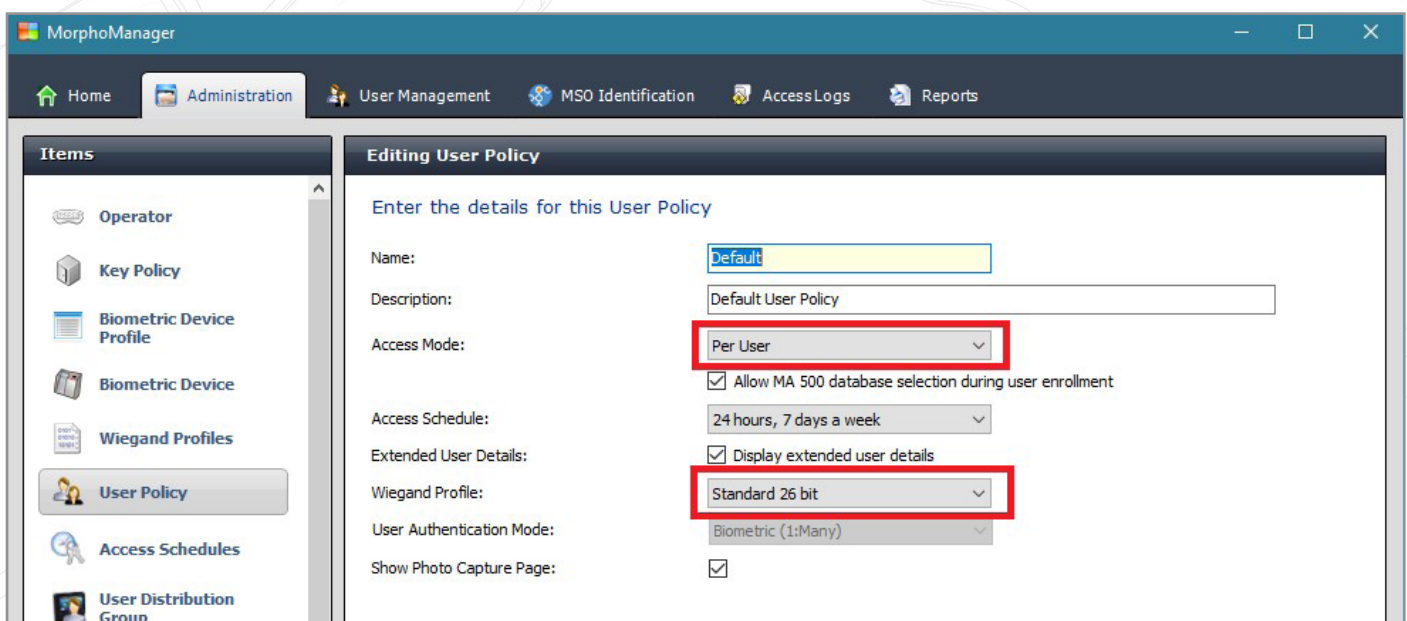 MorphoManager
Home
Administration
User Management
MSO Identification
Access Logs
Reports
Items
Operator
Key Policy
Biometric Device
Profile
Biometric Device
Wiegand Profiles
User Policy
Access Schedules
User Distribution
Group
Editing User Policy
Enter the details for this User Policy
Name:
Default
Description:
Default User Policy
Access Mode:
Per User
Allow MA 500 database selection during user enrollment
Access Schedule:
24 hours, 7 days a week
Extended User Details:
Display extended user details
Wiegand Profile:
Standard 26 bit
User Authentication Mode:
Biometric (1:Many)
Show Photo Capture Page: